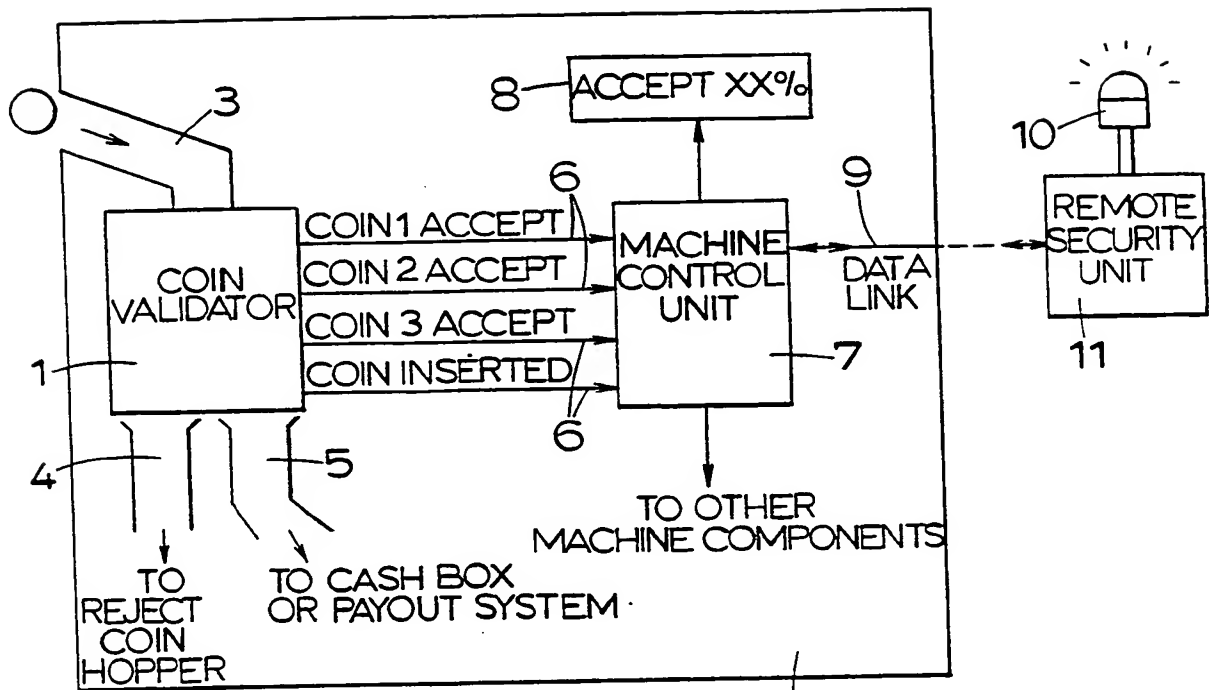 ACCEPT XX%
8
3
10
6
9
COIN 1 ACCEPT
COIN 2 ACCEPT
COIN 3 ACCEPT
COIN INSERTED
COIN
VALIDATOR
MACHINE
CONTROL
UNIT
DATA
LINK
REMOTE
SECURITY
UNIT
1
7
11
6
4
5
TO
REJECT
COIN
HOPPER
TO CASH BOX
OR PAYOUT SYSTEM
TO OTHER
MACHINE COMPONENTS